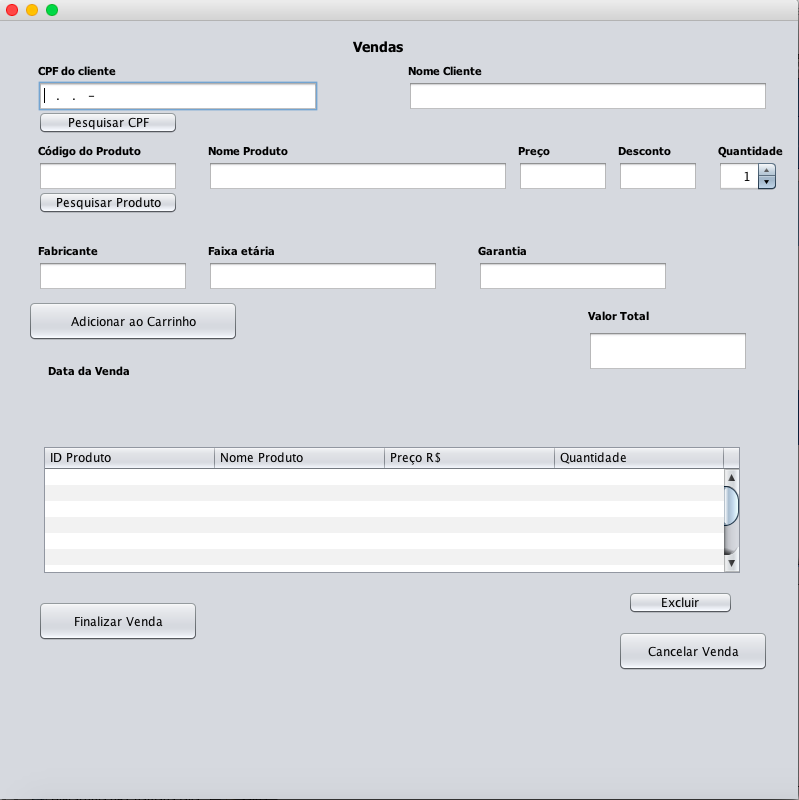 Vendas
CPF do cliente Nome Cliente
. . -
Pesquisar CPF
Código do Produto Nome Produto Preço Desconto Quantidade
1
Pesquisar Produto
Fabricante Faixa etária Garantia
Adicionar ao Carrinho
Valor Total
Data da Venda
ID Produto Nome Produto Preço R$ Quantidade
Excluir
Finalizar Venda
Cancelar Venda